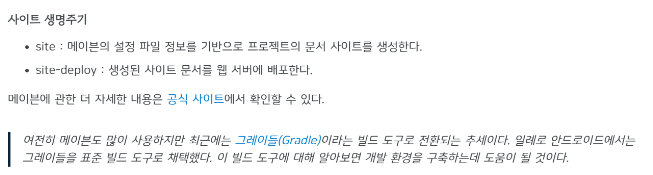 사이트 생명주기
• site : 메이븐의 설정 파일 정보를 기반으로 프로젝트의 문서 사이트를 생성한다.
• site-deploy : 생성된 사이트 문서를 웹 서버에 배포한다.
메이븐에 관한 더 자세한 내용은 공식 사이트에서 확인할 수 있다.
여전히 메이븐도 많이 사용하지만 최근에는 그레이들(Gradle)이라는 빌드 도구로 전환되는 추세이다. 일례로 안드로이드에서는
그레이들을 표준 빌드 도구로 채택했다. 이 빌드 도구에 대해 알아보면 개발 환경을 구축하는데 도움이 될 것이다.